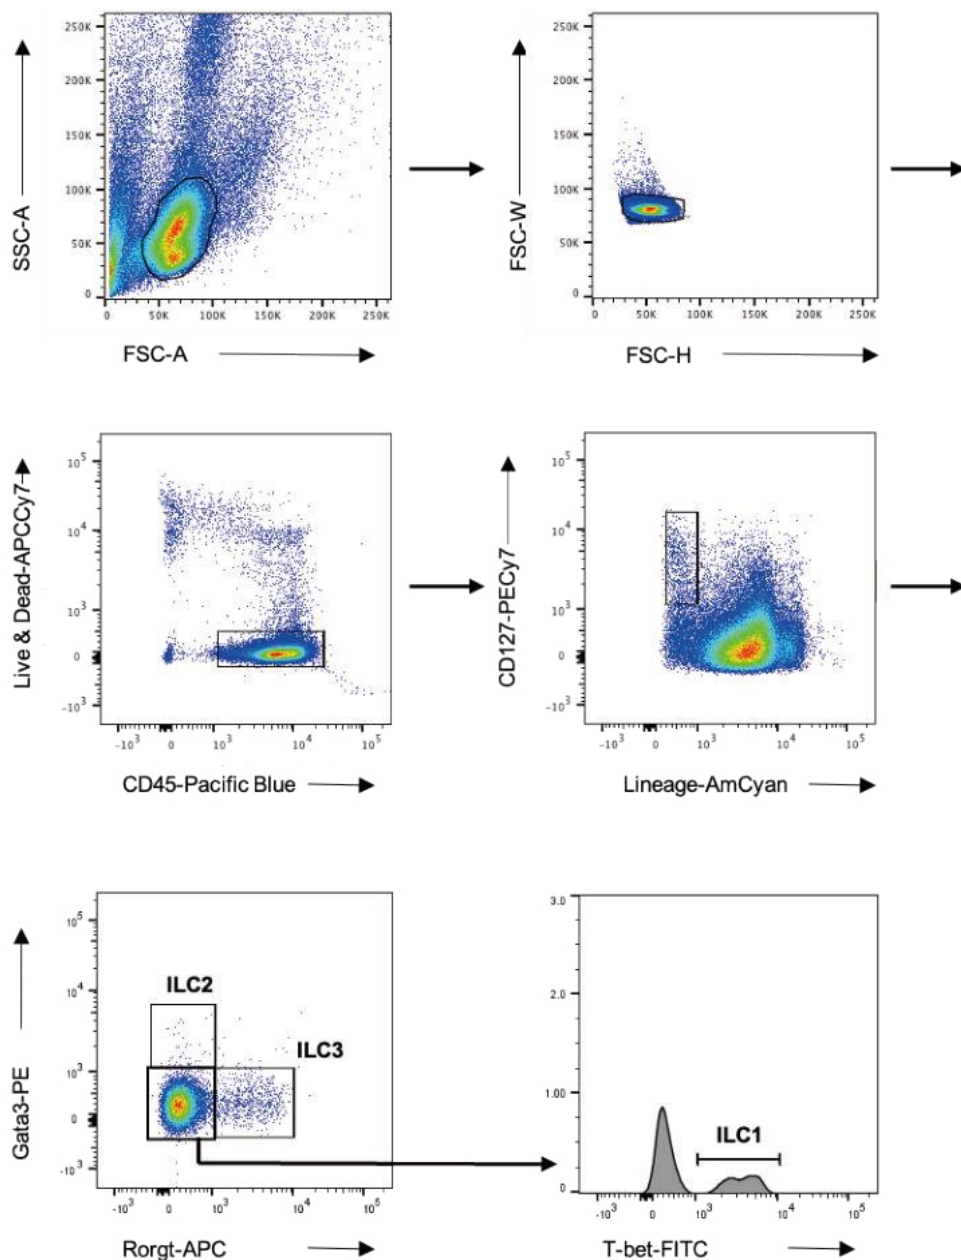 250K
200K
150K
100K
50K
0
SSC-A
0 50K 100K 150K 200K 250K
FSC-A
250K
200K
150K
100K
50K
0
FSC-W
0 50K 100K 150K 200K 250K
FSC-H
10^5
10^4
10^3
0
-10^3
Live & Dead-APCCy7
-10^3 0 10^3 10^4 10^5
CD45-Pacific Blue
10^5
10^4
10^3
0
-10^3
CD127-PECy7
-10^3 0 10^3 10^4 10^5
Lineage-AmCyan
10^5
10^4
10^3
0
-10^3
Gata3-PE
ILC2
ILC3
-10^3 0 10^3 10^4 10^5
Rorgt-APC
3.0
2.0
1.00
0
ILC1
-10^3 0 10^3 10^4 10^5
T-bet-FITC